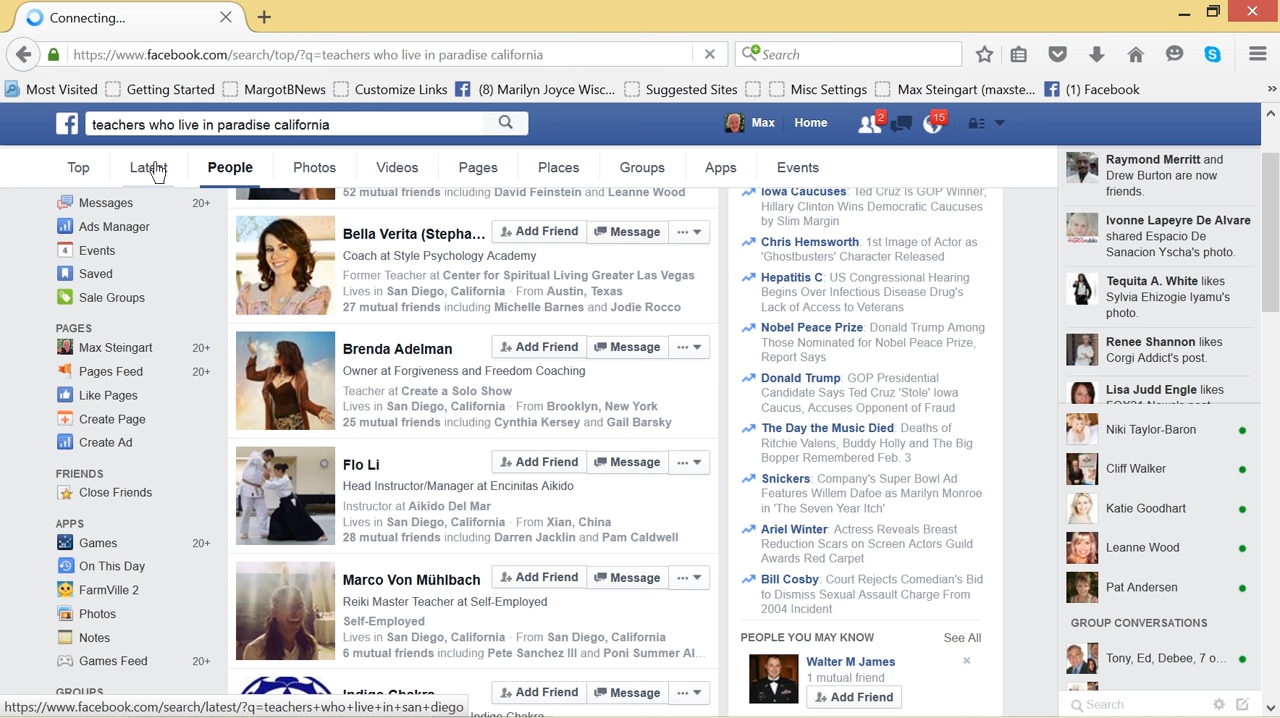 Connecting...
https://www.facebook.com/search/top/?q=teachers who live in paradise california
Search
Most Visited
Getting Started
MargotBNews
Customize Links
(8) Marilyn Joyce Wisc...
Suggested Sites
Misc Settings
Max Steingart (maxste...
(1) Facebook
teachers who live in paradise california
Max
Home
2
15
Top
Latest
People
Photos
Videos
Pages
Places
Groups
Apps
Events
Messages 20+
Ads Manager
Events
Saved
Sale Groups
PAGES
Max Steingart 20+
Pages Feed 20+
Like Pages
Create Page
Create Ad
FRIENDS
Close Friends
APPS
Games 20+
On This Day
FarmVille 2
Photos
Notes
Games Feed 20+
GROUPS
https://www.facebook.com/search/latest/?q=teachers+who+live+in+san+diego
52 mutual friends including David Feinstein and Leanne Wood
Bella Verita (Stepha...
Add Friend
Message
Coach at Style Psychology Academy
Former Teacher at Center for Spiritual Living Greater Las Vegas
Lives in San Diego, California · From Austin, Texas
27 mutual friends including Michelle Barnes and Jodie Rocco
Brenda Adelman
Add Friend
Message
Owner at Forgiveness and Freedom Coaching
Teacher at Create a Solo Show
Lives in San Diego, California · From Brooklyn, New York
25 mutual friends including Cynthia Kersey and Gail Barsky
Flo Li
Add Friend
Message
Head Instructor/Manager at Encinitas Aikido
Instructor at Aikido Del Mar
Lives in San Diego, California · From Xian, China
28 mutual friends including Darren Jacklin and Pam Caldwell
Marco Von Mühlbach
Add Friend
Message
Reiki Master Teacher at Self-Employed
Self-Employed
Lives in San Diego, California · From San Diego, California
6 mutual friends including Pete Sanchez III and Poni Summer Al...
Indigo Chakra
Add Friend
Message
Indigo Chakra
Iowa Caucuses: Ted Cruz Is GOP Winner;
Hillary Clinton Wins Democratic Caucuses
by Slim Margin
Chris Hemsworth: 1st Image of Actor as
'Ghostbusters' Character Released
Hepatitis C: US Congressional Hearing
Begins Over Infectious Disease Drug's
Lack of Access to Veterans
Nobel Peace Prize: Donald Trump Among
Those Nominated for Nobel Peace Prize,
Report Says
Donald Trump: GOP Presidential
Candidate Says Ted Cruz 'Stole' Iowa
Caucus, Accuses Opponent of Fraud
The Day the Music Died: Deaths of
Ritchie Valens, Buddy Holly and The Big
Bopper Remembered Feb. 3
Snickers: Company's Super Bowl Ad
Features Willem Dafoe as Marilyn Monroe
in 'The Seven Year Itch'
Ariel Winter: Actress Reveals Breast
Reduction Scars on Screen Actors Guild
Awards Red Carpet
Bill Cosby: Court Rejects Comedian's Bid
to Dismiss Sexual Assault Charge From
2004 Incident
PEOPLE YOU MAY KNOW See All
Walter M James
1 mutual friend
Add Friend
Raymond Merritt and
Drew Burton are now
friends.
Ivonne Lapeyre De Alvare
shared Espacio De
Sanacion Yscha's photo.
Tequita A. White likes
Sylvia Ehizogie Iyamu's
photo.
Renee Shannon likes
Corgi Addict's post.
Lisa Judd Engle likes
Niki Taylor-Baron
Cliff Walker
Katie Goodhart
Leanne Wood
Pat Andersen
GROUP CONVERSATIONS
Tony, Ed, Debee, 7 o...
Search